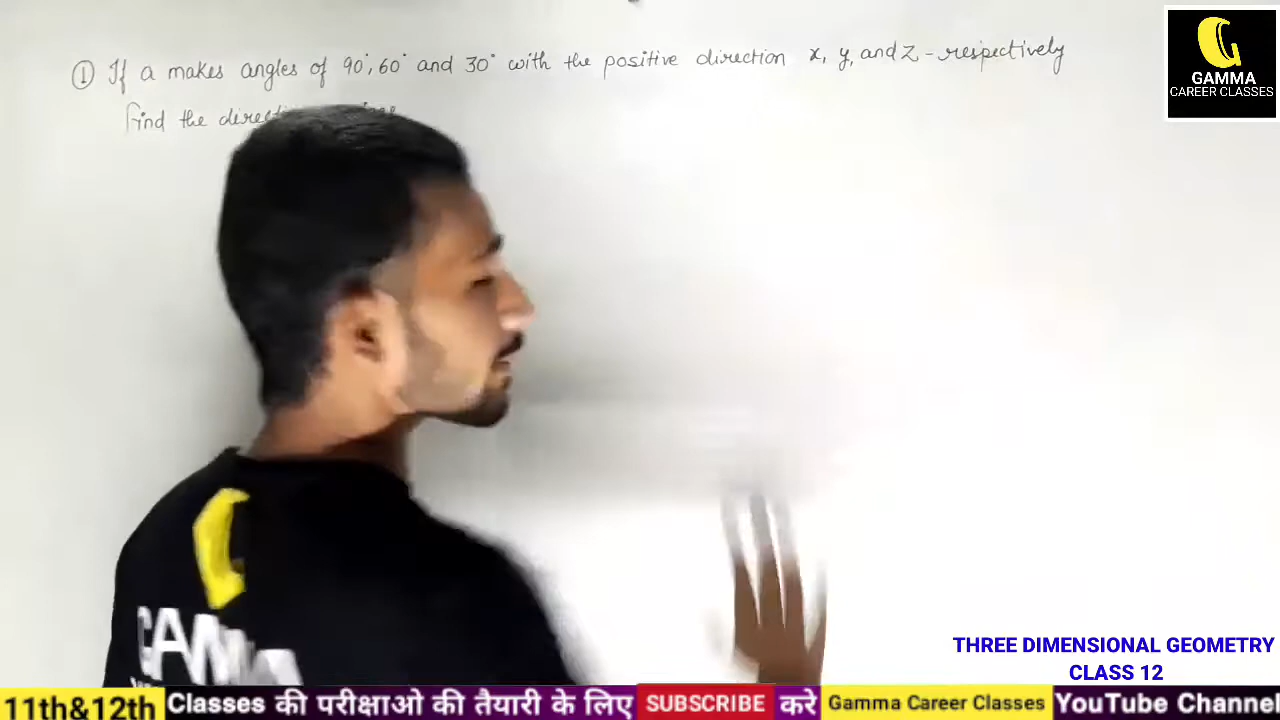 ① If a makes angles of 90°, 60° and 30° with the positive direction x, y, and z - respectively
find the
GAMMA
CAREER CLASSES
THREE DIMENSIONAL GEOMETRY
CLASS 12
11th&12th Classes की परीक्षाओ की तैयारी के लिए SUBSCRIBE करे Gamma Career Classes YouTube Channel